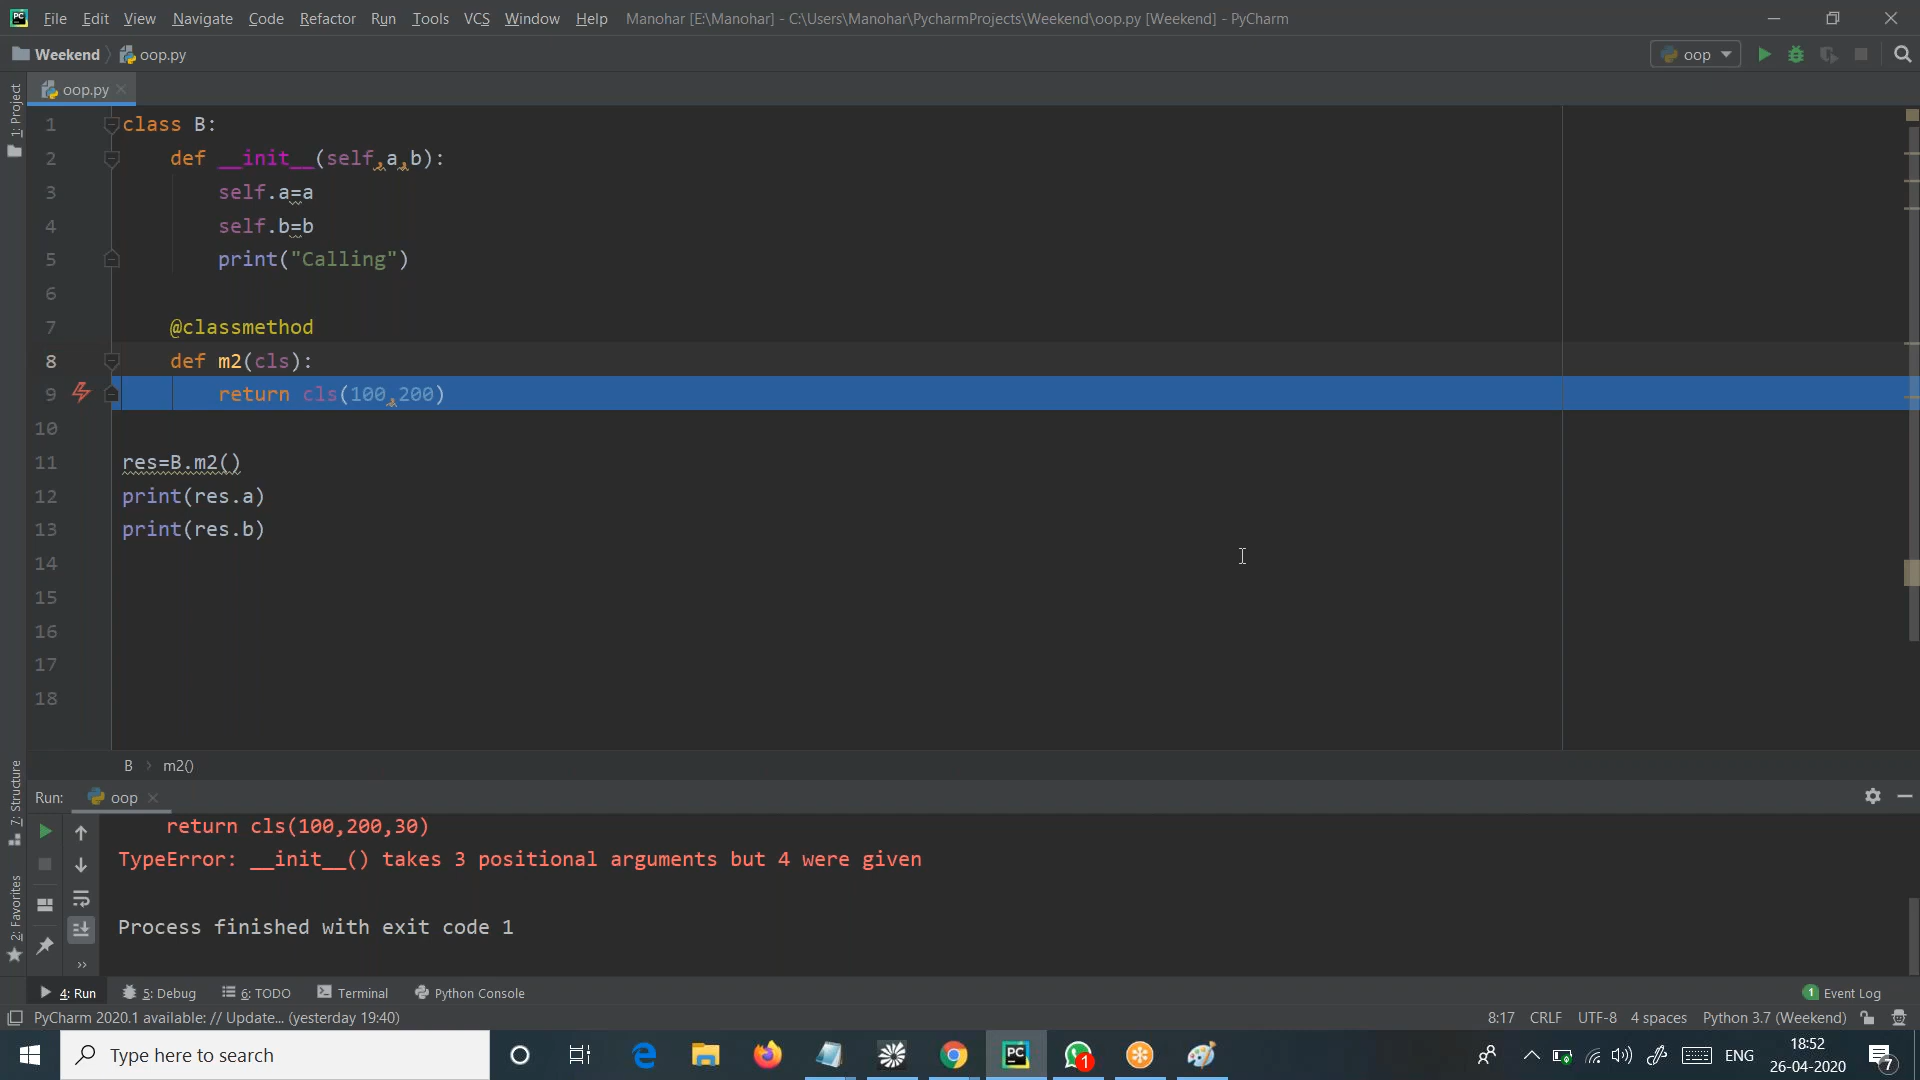 File Edit View Navigate Code Refactor Run Tools VCS Window Help Manohar [E:\Manohar] - C:\Users\Manohar\PycharmProjects\Weekend\oop.py [Weekend] - PyCharm
Weekend oop.py oop
1: Project
oop.py
1 class B:
2 def __init__(self,a,b):
3 self.a=a
4 self.b=b
5 print("Calling")
6
7 @classmethod
8 def m2(cls):
9 return cls(100,200)
10
11 res=B.m2()
12 print(res.a)
13 print(res.b)
14
15
16
17
18
B m2()
7: Structure
2: Favorites
Run: oop
return cls(100,200,30)
TypeError: __init__() takes 3 positional arguments but 4 were given
Process finished with exit code 1
4: Run 5: Debug 6: TODO Terminal Python Console 1 Event Log
PyCharm 2020.1 available: // Update... (yesterday 19:40) 8:17 CRLF UTF-8 4 spaces Python 3.7 (Weekend)
Type here to search PC 1 ENG 18:52
26-04-2020 7